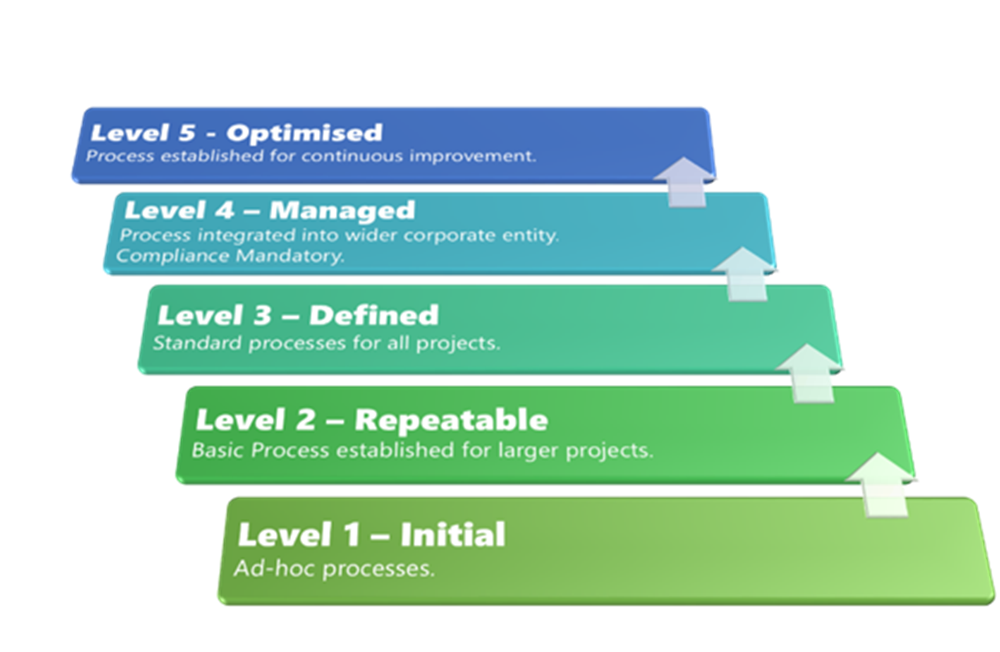 Level 5 - Optimised
Process established for continuous improvement.
Level 4 – Managed
Process integrated into wider corporate entity.
Compliance Mandatory.
Level 3 – Defined
Standard processes for all projects.
Level 2 – Repeatable
Basic Process established for larger projects.
Level 1 – Initial
Ad-hoc processes.